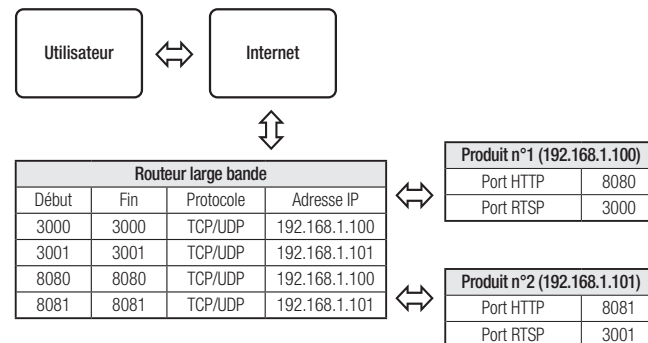 Utilisateur
Internet
Routeur large bande
Début Fin Protocole Adresse IP
3000 3000 TCP/UDP 192.168.1.100
3001 3001 TCP/UDP 192.168.1.101
8080 8080 TCP/UDP 192.168.1.100
8081 8081 TCP/UDP 192.168.1.101
Produit n°1 (192.168.1.100)
Port HTTP 8080
Port RTSP 3000
Produit n°2 (192.168.1.101)
Port HTTP 8081
Port RTSP 3001